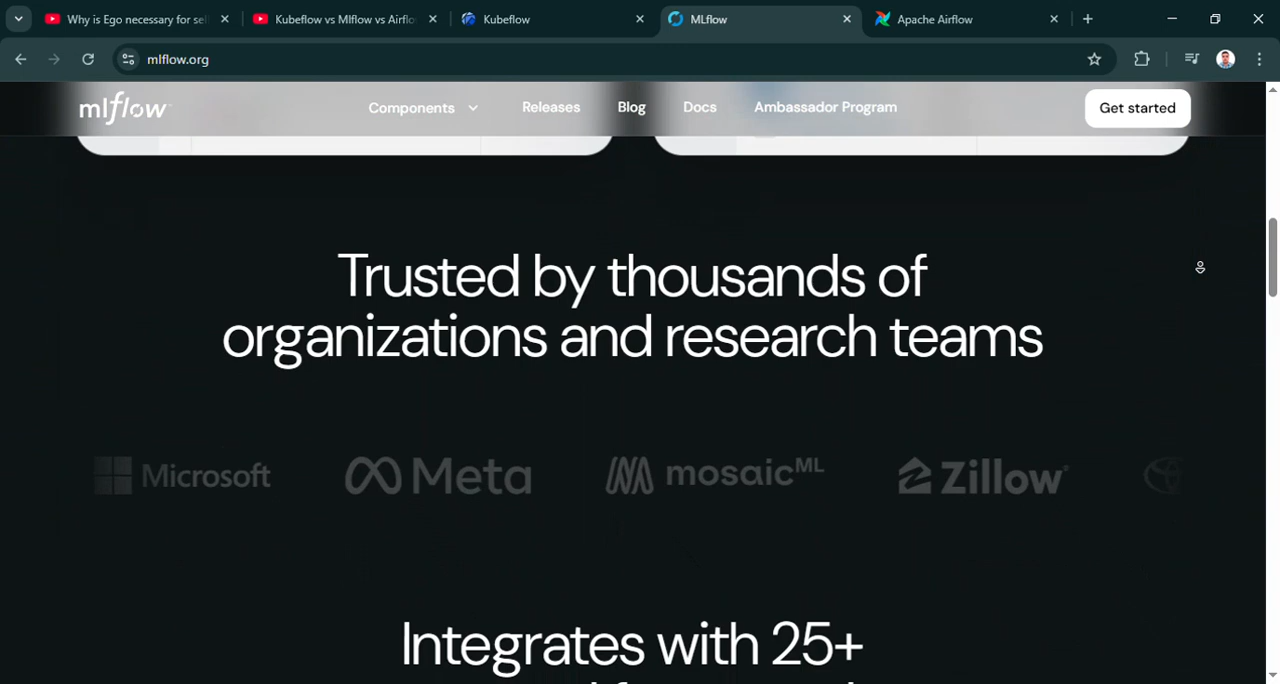 Why is Ego necessary for sel
Kubeflow vs Mlflow vs Airflo
Kubeflow
MLflow
Apache Airflow
mlflow.org
mlflow
Components
Releases
Blog
Docs
Ambassador Program
Get started
Trusted by thousands of
organizations and research teams
Microsoft
Meta
mosaicML
Zillow
Integrates with 25+